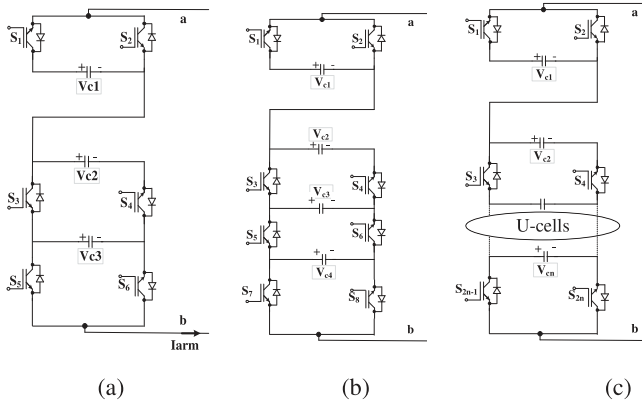 a
S1
S2
+ -
Vc1
+ -
Vc2
S3
S4
+ -
Vc3
S5
S6
b
Iarm
(a)
a
S1
S2
+ -
Vc1
Vc2
+ -
S3
S4
Vc3
+ -
S5
S6
+ -
Vc4
S7
S8
b
(b)
a
S1
S2
+ -
Vc1
+ -
Vc2
S3
S4
U-cells
+ -
Vcn
S2n-1
S2n
b
(c)